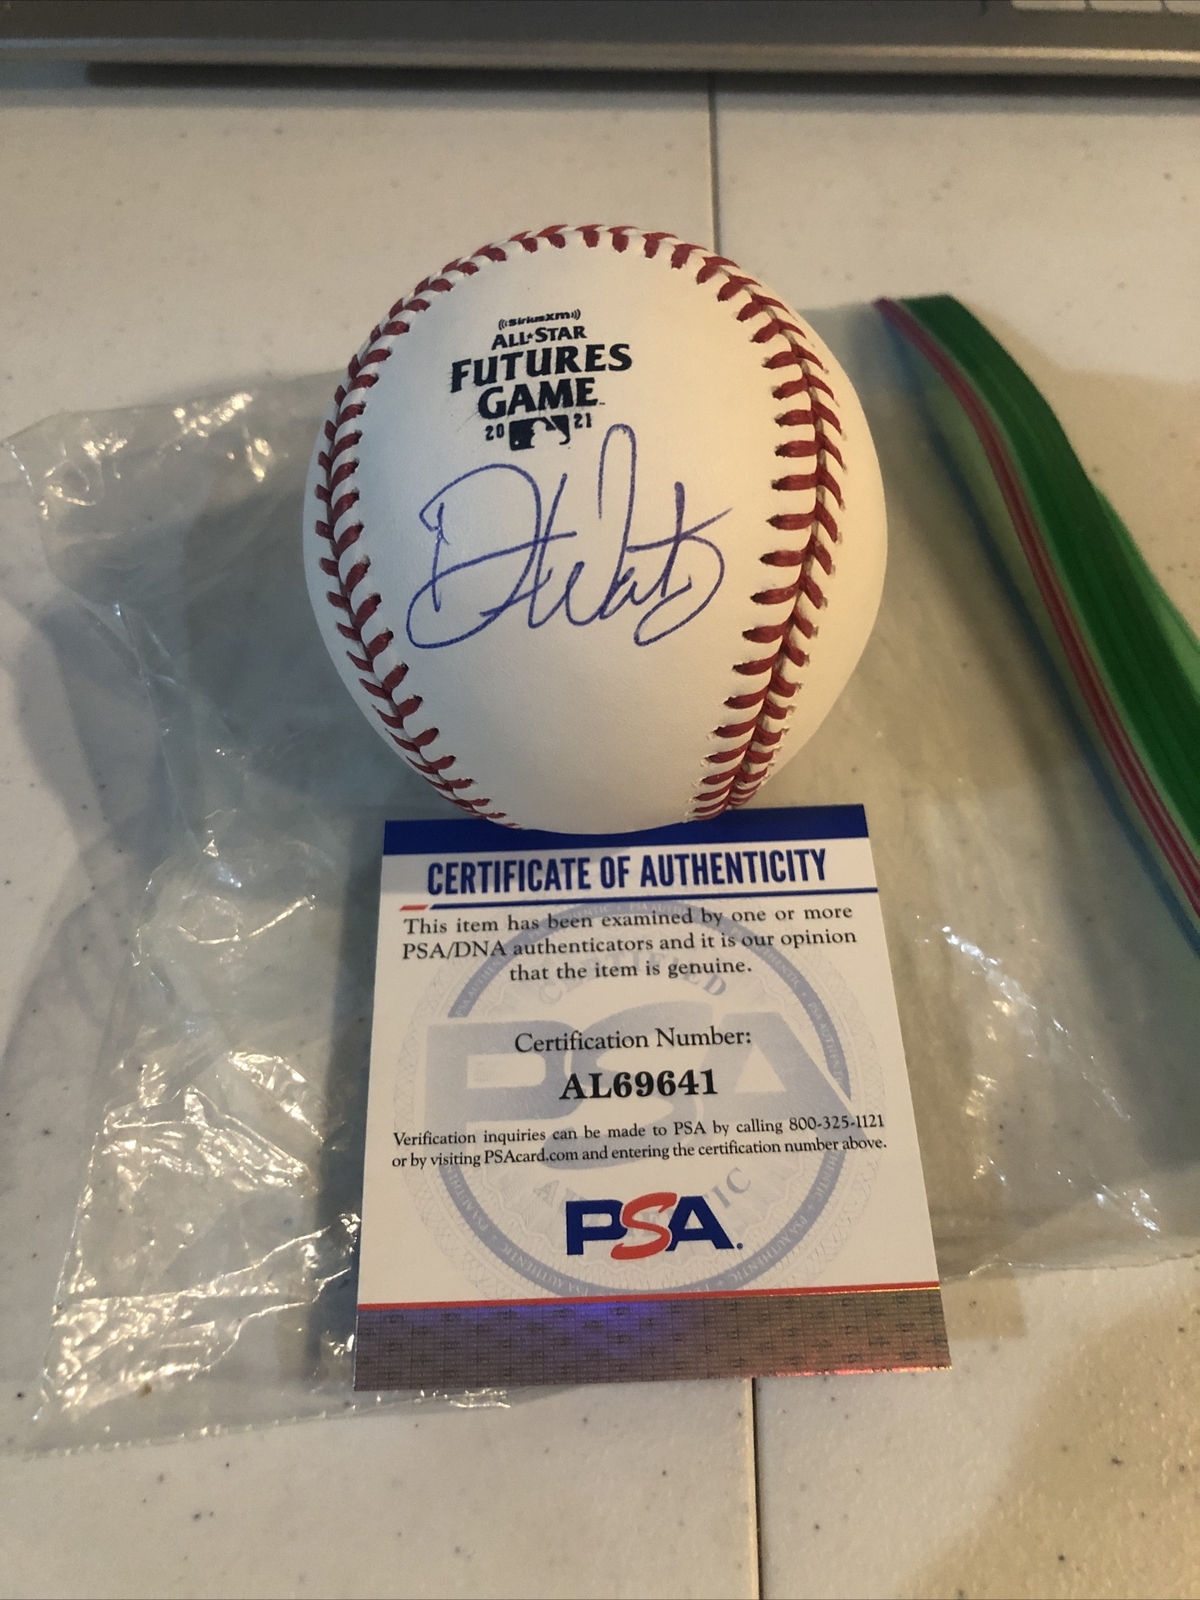 ((SiriusXM))
ALL★STAR
FUTURES
GAME™
20 21
CERTIFICATE OF AUTHENTICITY
This item has been examined by one or more
PSA/DNA authenticators and it is our opinion
that the item is genuine.
Certification Number:
AL69641
Verification inquiries can be made to PSA by calling 800-325-1121
or by visiting PSAcard.com and entering the certification number above.
PSA.